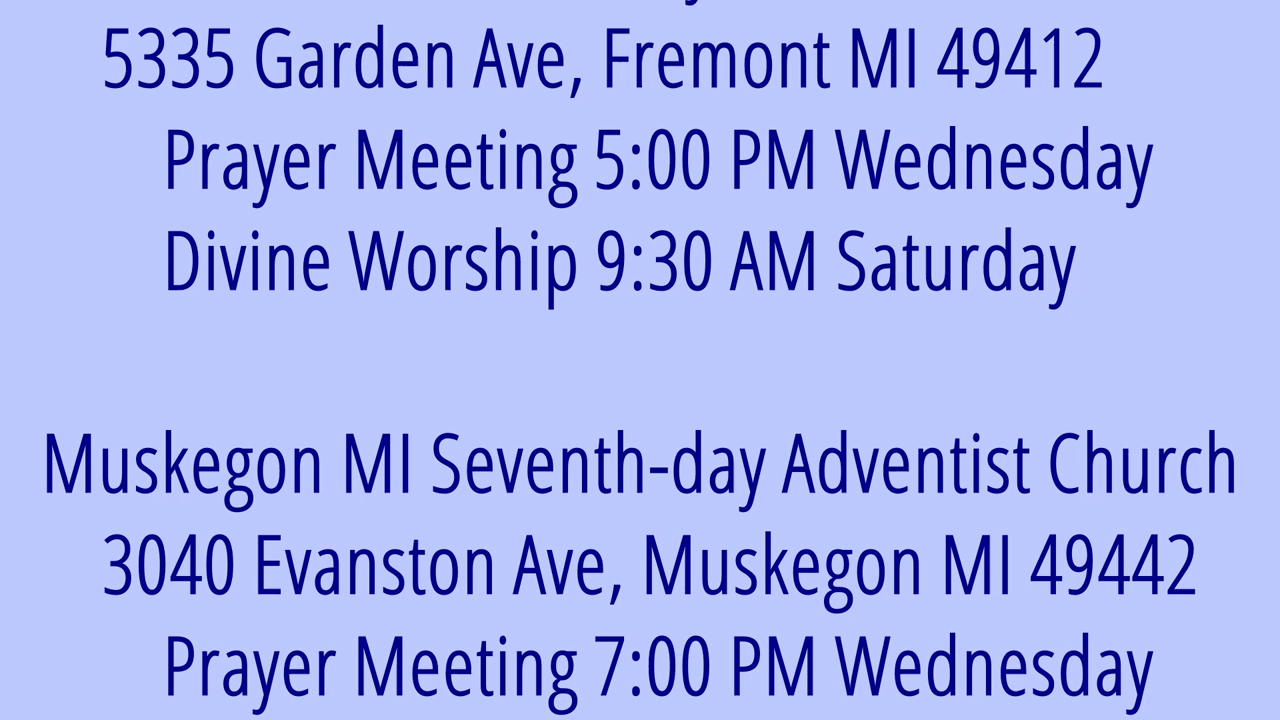 5335 Garden Ave, Fremont MI 49412
Prayer Meeting 5:00 PM Wednesday
Divine Worship 9:30 AM Saturday
Muskegon MI Seventh-day Adventist Church
3040 Evanston Ave, Muskegon MI 49442
Prayer Meeting 7:00 PM Wednesday